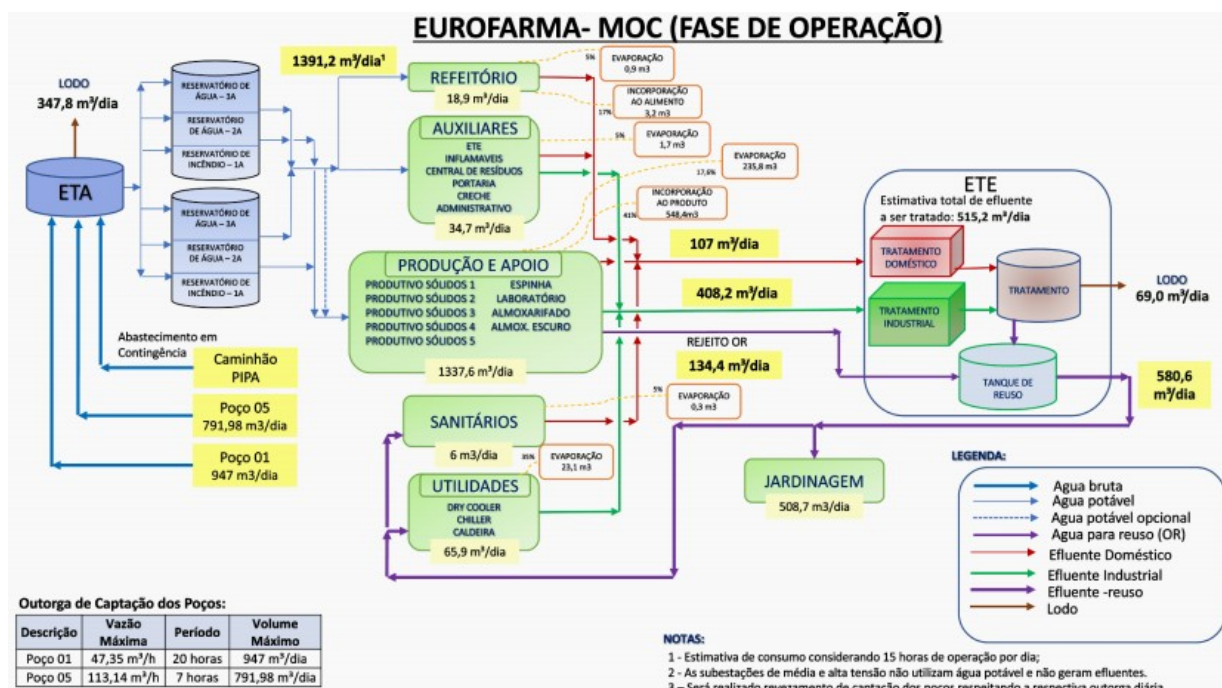 EUROFARMA- MOC (FASE DE OPERAÇÃO)
LODO
347,8 m³/dia
ETA
RESERVATÓRIO DE
ÁGUA – 1A
RESERVATÓRIO
DE ÁGUA – 2A
RESERVATÓRIO DE
INCÊNDIO – 1A
RESERVATÓRIO DE
ÁGUA – 1A
RESERVATÓRIO
DE ÁGUA – 2A
RESERVATÓRIO DE
INCÊNDIO – 1A
1391,2 m³/dia¹
REFEITÓRIO
18,9 m³/dia
5%
EVAPORAÇÃO
0,9 m3
17%
INCORPORAÇÃO
AO ALIMENTO
3,2 m3
AUXILIARES
ETE
INFLAMAVEIS
CENTRAL DE RESÍDUOS
PORTARIA
CRECHE
ADMINISTRATIVO
34,7 m³/dia
5%
EVAPORAÇÃO
1,7 m3
17,6%
EVAPORAÇÃO
235,8 m3
41%
INCORPORAÇÃO
AO PRODUTO
548,4m3
PRODUÇÃO E APOIO
PRODUTIVO SÓLIDOS 1 ESPINHA
PRODUTIVO SÓLIDOS 2 LABORATÓRIO
PRODUTIVO SÓLIDOS 3 ALMOXARIFADO
PRODUTIVO SÓLIDOS 4 ALMOX. ESCURO
PRODUTIVO SÓLIDOS 5
1337,6 m³/dia
107 m³/dia
408,2 m³/dia
REJEITO OR
134,4 m³/dia
ETE
Estimativa total de efluente
a ser tratado: 515,2 m³/dia
TRATAMENTO
DOMÉSTICO
TRATAMENTO
INDUSTRIAL
TRATAMENTO
TANQUE DE
REUSO
LODO
69,0 m³/dia
580,6
m³/dia
Abastecimento em
Contingência
Caminhão
PIPA
Poço 05
791,98 m3/dia
Poço 01
947 m3/dia
SANITÁRIOS
6 m3/dia
5%
EVAPORAÇÃO
0,3 m3
UTILIDADES
DRY COOLER
CHILLER
CALDEIRA
65,9 m³/dia
35%
EVAPORAÇÃO
23,1 m3
JARDINAGEM
508,7 m3/dia
LEGENDA:
Agua bruta
Agua potável
Agua potável opcional
Agua para reuso (OR)
Efluente Doméstico
Efluente Industrial
Efluente -reuso
Lodo
Outorga de Captação dos Poços:
Descrição Vazão Máxima Período Volume Máximo
Poço 01 47,35 m³/h 20 horas 947 m³/dia
Poço 05 113,14 m³/h 7 horas 791,98 m³/dia
NOTAS:
1 - Estimativa de consumo considerando 15 horas de operação por dia;
2 - As subestações de média e alta tensão não utilizam água potável e não geram efluentes.
3 – Será realizado revezamento de captação dos poços respeitando a respectiva outorga diária